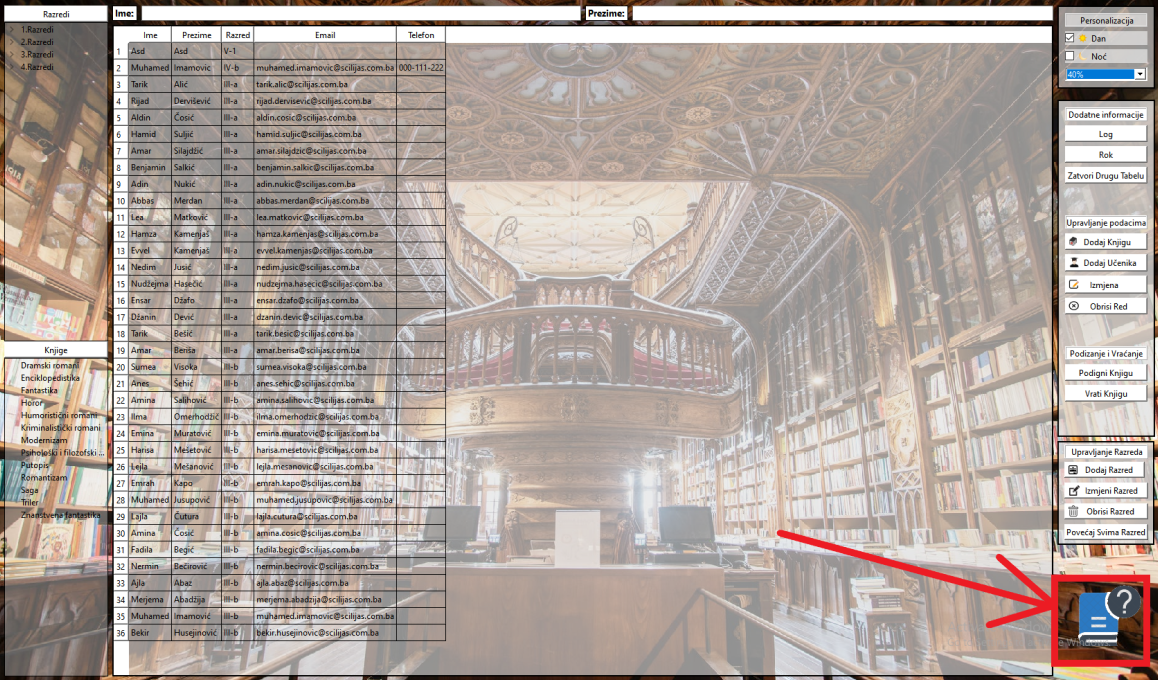 Razredi
1.Razredi
2.Razredi
3.Razredi
4.Razredi
Knjige
Dramski romani
Enciklopedistika
Fantastika
Horor
Humoristični romani
Kriminalistički romani
Modernizam
Psihološki i filozofski ...
Putopis
Romantizam
Saga
Triler
Znanstvena fantastika
Ime: Prezime:
Ime Prezime Razred Email Telefon
1 Asd Asd V-1
2 Muhamed Imamovic IV-b muhamed.imamovic@scilijas.com.ba 000-111-222
3 Tarik Alić III-a tarik.alic@scilijas.com.ba
4 Rijad Dervišević III-a rijad.dervisevic@scilijas.com.ba
5 Aldin Ćosić III-a aldin.cosic@scilijas.com.ba
6 Hamid Suljić III-a hamid.suljic@scilijas.com.ba
7 Amar Silajdžić III-a amar.silajdzic@scilijas.com.ba
8 Benjamin Salkić III-a benjamin.salkic@scilijas.com.ba
9 Adin Nukić III-a adin.nukic@scilijas.com.ba
10 Abbas Merdan III-a abbas.merdan@scilijas.com.ba
11 Lea Matković III-a lea.matkovic@scilijas.com.ba
12 Hamza Kamenjaš III-a hamza.kamenjas@scilijas.com.ba
13 Evvel Kamenjaš III-a evvel.kamenjas@scilijas.com.ba
14 Nedim Jusić III-a nedim.jusic@scilijas.com.ba
15 Nudžejma Hasečić III-a nudzejma.hasecic@scilijas.com.ba
16 Ensar Džafo III-a ensar.dzafo@scilijas.com.ba
17 Džanin Dević III-a dzanin.devic@scilijas.com.ba
18 Tarik Bešić III-a tarik.besic@scilijas.com.ba
19 Amar Beriša III-a amar.berisa@scilijas.com.ba
20 Sumea Visoka III-b sumea.visoka@scilijas.com.ba
21 Anes Šehić III-b anes.sehic@scilijas.com.ba
22 Amina Salihović III-b amina.salihovic@scilijas.com.ba
23 Ilma Omerhodžić III-b ilma.omerhodzic@scilijas.com.ba
24 Emina Muratović III-b emina.muratovic@scilijas.com.ba
25 Harisa Mešetović III-b harisa.mesetovic@scilijas.com.ba
26 Lejla Mešanović III-b lejla.mesanovic@scilijas.com.ba
27 Emrah Kapo III-b emrah.kapo@scilijas.com.ba
28 Muhamed Jusupović III-b muhamed.jusupovic@scilijas.com.ba
29 Lajla Čutura III-b lajla.cutura@scilijas.com.ba
30 Amina Ćosić III-b amina.cosic@scilijas.com.ba
31 Fadila Begić III-b fadila.begic@scilijas.com.ba
32 Nermin Bećirović III-b nermin.becirovic@scilijas.com.ba
33 Ajla Abaz III-b ajla.abaz@scilijas.com.ba
34 Merjema Abadžija III-b merjema.abadzija@scilijas.com.ba
35 Muhamed Imamović III-b muhamed.imamovic@scilijas.com.ba
36 Bekir Husejinović III-b bekir.husejinovic@scilijas.com.ba
Personalizacija
Dan
Noć
40%
Dodatne informacije
Log
Rok
Zatvori Drugu Tabelu
Upravljanje podacima
Dodaj Knjigu
Dodaj Učenika
Izmjena
Obrisi Red
Podizanje i Vraćanje
Podigni Knjigu
Vrati Knjigu
Upravljanje Razreda
Dodaj Razred
Izmjeni Razred
Obrisi Razred
Povećaj Svima Razred
?